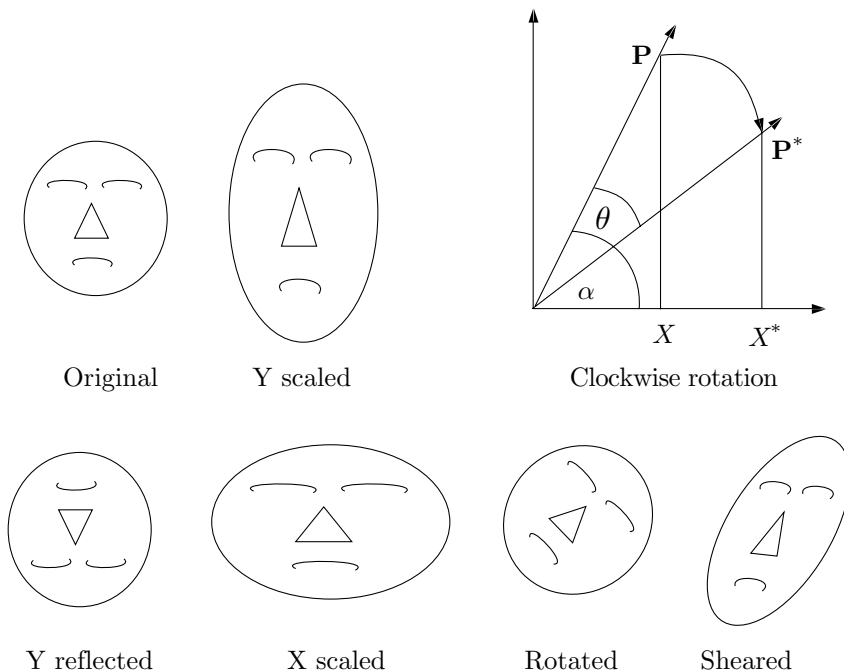 P
P*
θ
α
X X*
Original Y scaled Clockwise rotation
Y reflected X scaled Rotated Sheared